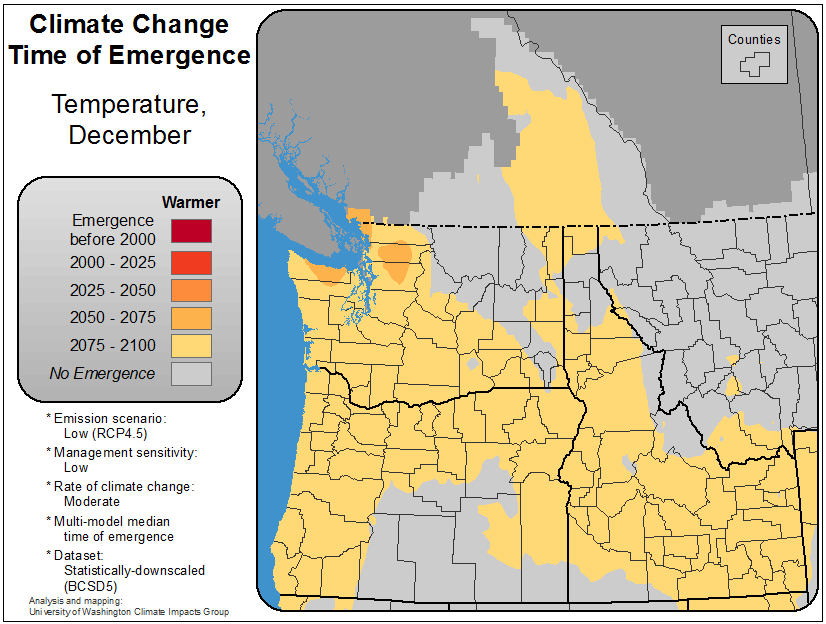 Climate Change
Time of Emergence
Temperature,
December
Warmer
Emergence
before 2000
2000 - 2025
2025 - 2050
2050 - 2075
2075 - 2100
No Emergence
* Emission scenario:
Low (RCP4.5)
* Management sensitivity:
Low
* Rate of climate change:
Moderate
* Multi-model median
time of emergence
* Dataset:
Statistically-downscaled
(BCSD5)
Analysis and mapping:
University of Washington Climate Impacts Group
Counties